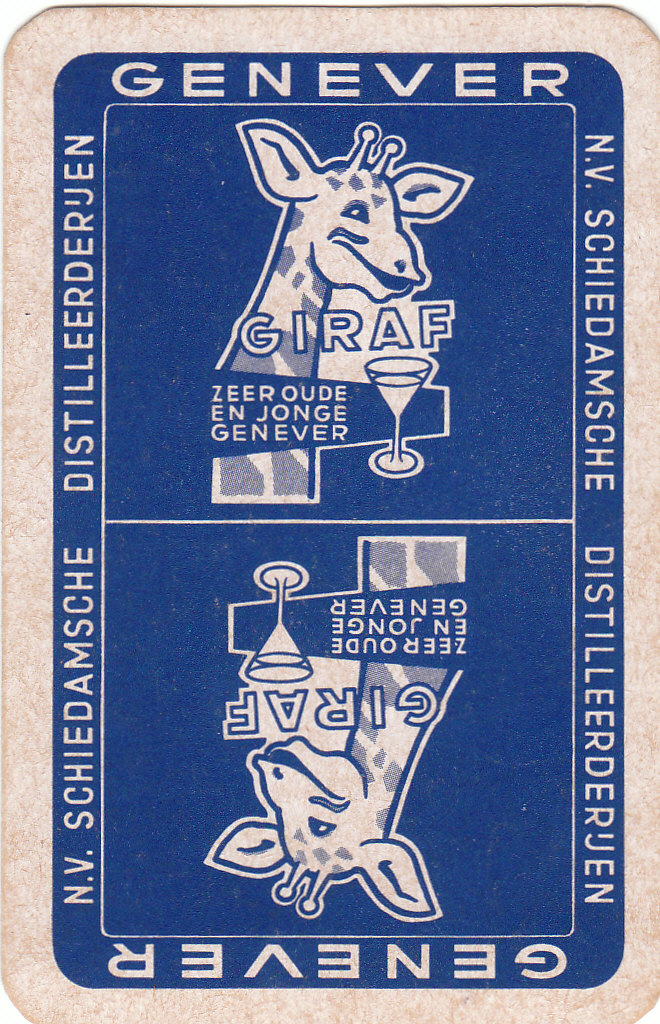 GENEVER
N.V. SCHIEDAMSCHE DISTILLEERDERIJEN
GIRAF
ZEER OUDE
EN JONGE
GENEVER
N.V. SCHIEDAMSCHE DISTILLEERDERIJEN
ZEER OUDE
EN JONGE
GENEVER
GIRAF
GENEVER